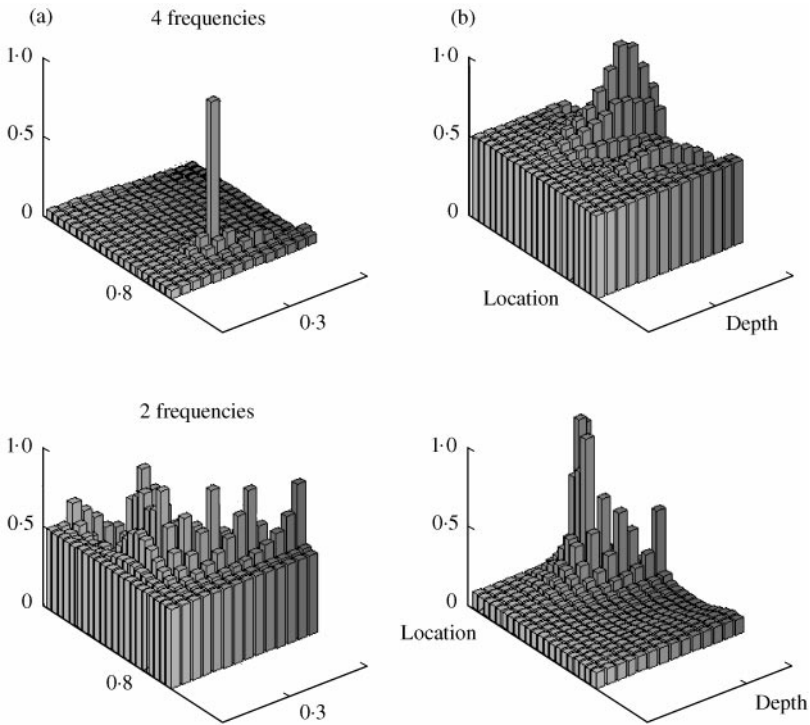 (a)
4 frequencies
1·0
0·5
0
0·8
0·3
(b)
1·0
0·5
0
Location
Depth
2 frequencies
1·0
0·5
0
0·8
0·3
1·0
0·5
0
Location
Depth